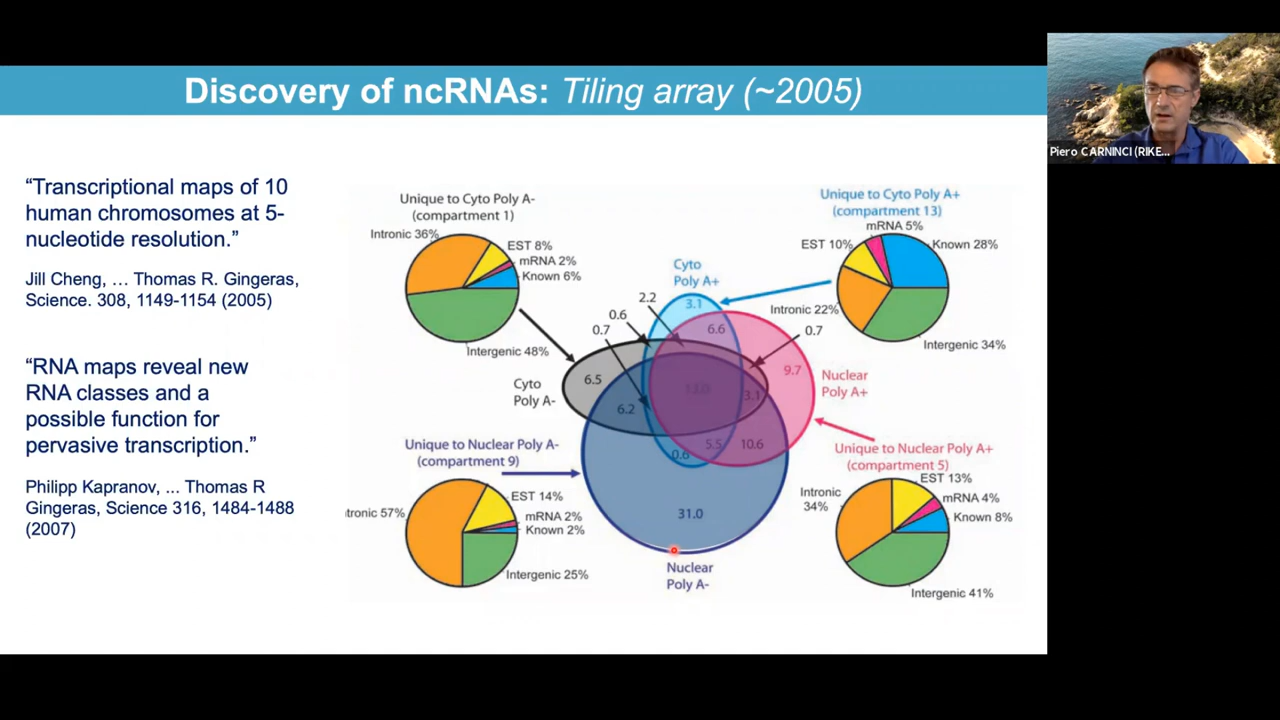 Discovery of ncRNAs: Tiling array (~2005)
Piero CARNINCI (RIKE...
“Transcriptional maps of 10
human chromosomes at 5-
nucleotide resolution.”
Jill Cheng, … Thomas R. Gingeras,
Science. 308, 1149-1154 (2005)
“RNA maps reveal new
RNA classes and a
possible function for
pervasive transcription.”
Philipp Kapranov, ... Thomas R
Gingeras, Science 316, 1484-1488
(2007)
Unique to Cyto Poly A-
(compartment 1)
Intronic 36%
EST 8%
mRNA 2%
Known 6%
Intergenic 48%
Unique to Cyto Poly A+
(compartment 13)
mRNA 5%
EST 10%
Known 28%
Intronic 22%
Intergenic 34%
Cyto
Poly A+
3.1
2.2
0.6
0.7
6.6
0.7
Cyto
Poly A-
6.5
6.2
13.0
3.1
9.7
Nuclear
Poly A+
0.6
5.5
10.6
31.0
Nuclear
Poly A-
Unique to Nuclear Poly A-
(compartment 9)
EST 14%
tronic 57%
mRNA 2%
Known 2%
Intergenic 25%
Unique to Nuclear Poly A+
(compartment 5)
EST 13%
Intronic
34%
mRNA 4%
Known 8%
Intergenic 41%